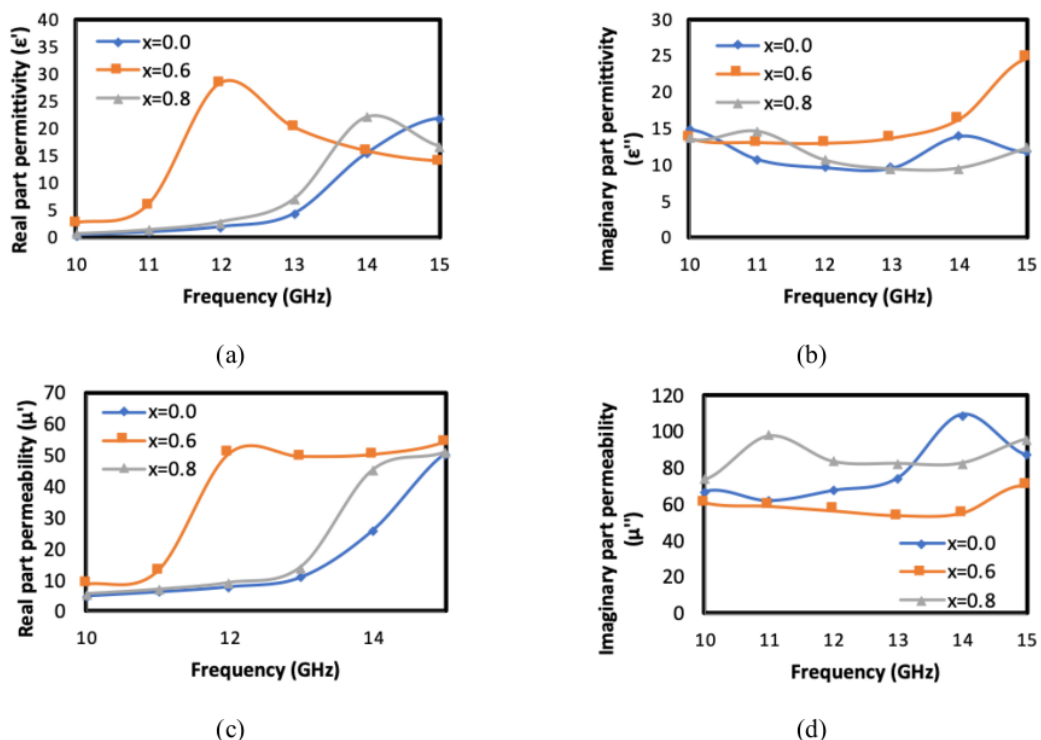 Real part permittivity (ε')
40
35
30
25
20
15
10
5
0
x=0.0
x=0.6
x=0.8
10 11 12 13 14 15
Frequency (GHz)
(a)
Imaginary part permittivity
(ε'')
30
25
20
15
10
5
0
x=0.0
x=0.6
x=0.8
10 11 12 13 14 15
Frequency (GHz)
(b)
Real part permeability (μ')
70
60
50
40
30
20
10
0
x=0.0
x=0.6
x=0.8
10 12 14
Frequency (GHz)
(c)
Imaginary part permeability
(μ'')
120
100
80
60
40
20
0
x=0.0
x=0.6
x=0.8
10 11 12 13 14 15
Frequency (GHz)
(d)